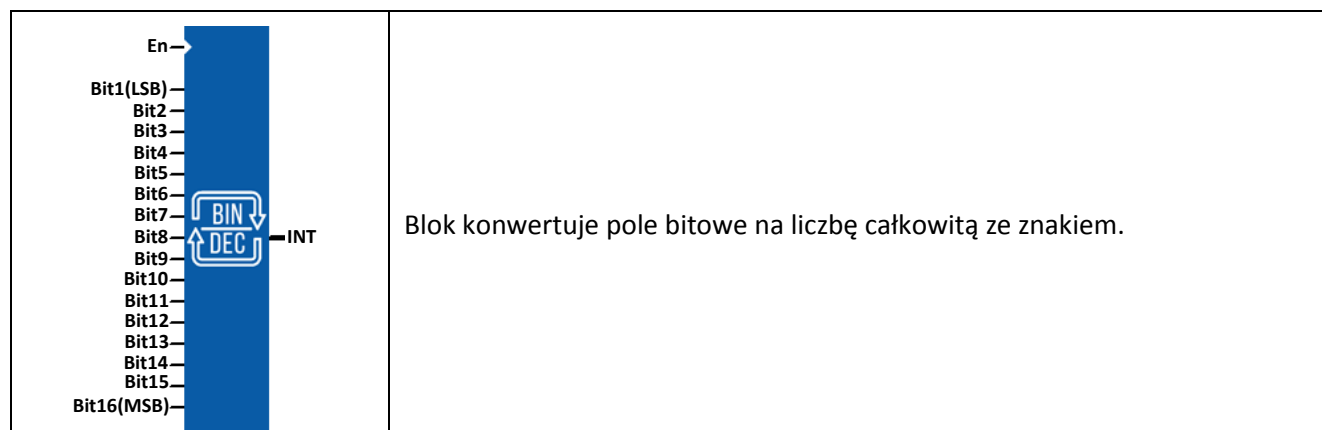 En
Bit1(LSB)
Bit2
Bit3
Bit4
Bit5
Bit6
Bit7
Bit8
Bit9
Bit10
Bit11
Bit12
Bit13
Bit14
Bit15
Bit16(MSB)
BIN
DEC
INT
Blok konwertuje pole bitowe na liczbę całkowitą ze znakiem.